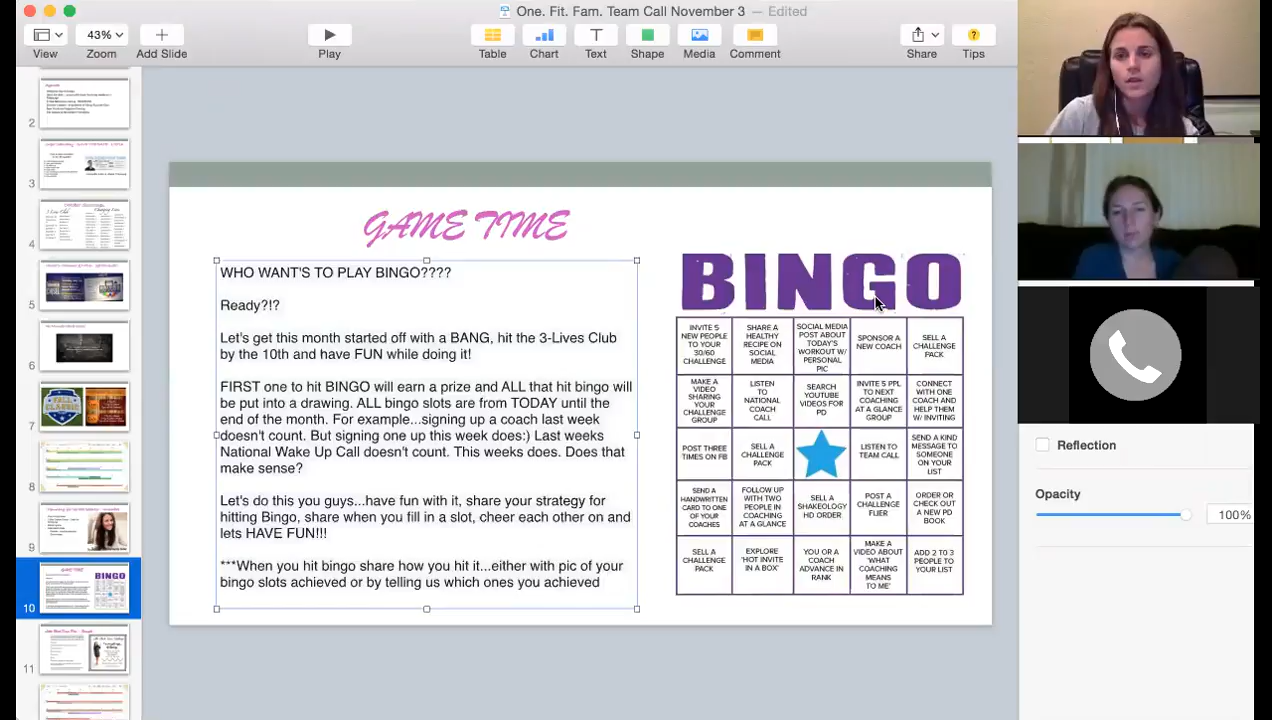 One. Fit. Fam. Team Call November 3 — Edited
View
43%
Zoom
Add Slide
Play
Table
Chart
Text
Shape
Media
Comment
Share
Tips
2
3
4
5
6
7
8
9
10
11
GAME TIME
WHO WANT'S TO PLAY BINGO????
Ready?!?
Let's get this month started off with a BANG, hit the 3-Lives Club
by the 10th and have FUN while doing it!
FIRST one to hit BINGO will earn a prize and ALL that hit bingo will
be put into a drawing. ALL bingo slots are from TODAY until the
end of the month. For example...signing up a coach last week
doesn't count. But signing one up this week does:) Last weeks
National Wake Up Call doesn't count. This weeks does. Does that
make sense?
Let's do this you guys...have fun with it, share your strategy for
hitting Bingo, share when you fill in a slot, cheer each other on and
lets HAVE FUN!!!
***When you hit bingo share how you hit it..either with pic of your
bingo slots achieved or by telling us which ones you achieved
BINGO
INVITE 5
NEW PEOPLE
TO YOUR
30/60
CHALLENGE
SHARE A
HEALTHY
RECIPE ON
SOCIAL
MEDIA
SOCIAL MEDIA
POST ABOUT
TODAY'S
WORKOUT W/
PERSONAL
PIC
SPONSOR A
NEW COACH
SELL A
CHALLENGE
PACK
MAKE A
VIDEO
SHARING
YOUR
CHALLENGE
GROUP
LISTEN
TO
NATIONAL
COACH
CALL
SEARCH
YOUTUBE
VIDEOS FOR
PD
INVITE 5 PPL
TO NEXT
COACHING
AT A GLANCE
GROUP
CONNECT
WITH ONE
COACH AND
HELP THEM
W/ INVITING
POST THREE
TIMES ON FB
SELL A
CHALLENGE
PACK
LISTEN TO
TEAM CALL
SEND A KIND
MESSAGE TO
SOMEONE
ON YOUR
LIST
SEND A
HANDWRITTEN
CARD TO ONE
OF YOUR
COACHES
FOLLOW UP
WITH TWO
PEOPLE IN
COACHING
AT A GLANCE
SELL A
SHAKEOLOGY
HD ORDER
POST A
CHALLENGE
FLIER
ORDER OR
CHECK OUT
A NEW PD
BOOK
SELL A
CHALLENGE
PACK
EXPLORE
'HOT INVITE
IN A BOX'
YOU OR A
COACH
ADVANCE IN
RANK
MAKE A
VIDEO ABOUT
'WHAT
COACHING
MEANS
TO ME'
ADD 2 TO 3
PEOPLE TO
YOUR LIST
Reflection
Opacity
100%